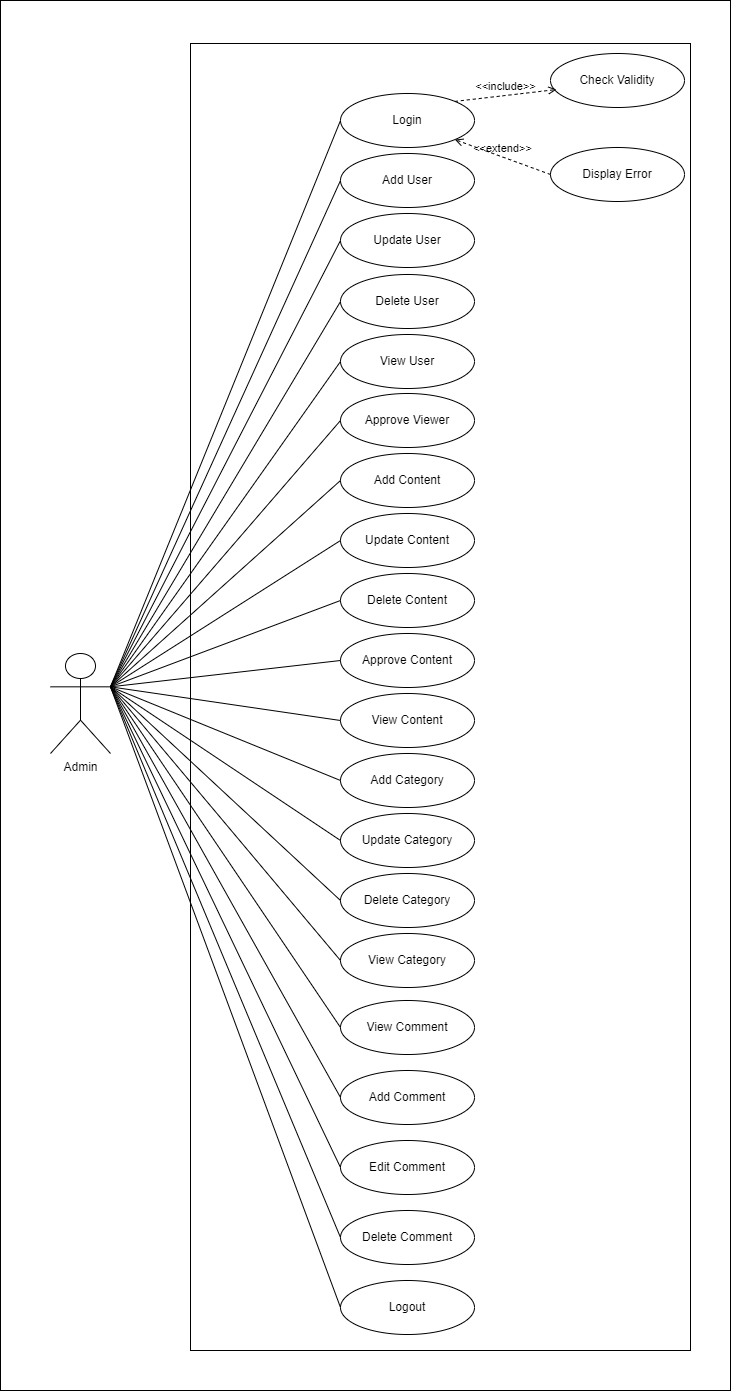 Check Validity
<<include>>
Login
<<extend>>
Display Error
Add User
Update User
Delete User
View User
Approve Viewer
Add Content
Update Content
Delete Content
Approve Content
View Content
Admin
Add Category
Update Category
Delete Category
View Category
View Comment
Add Comment
Edit Comment
Delete Comment
Logout